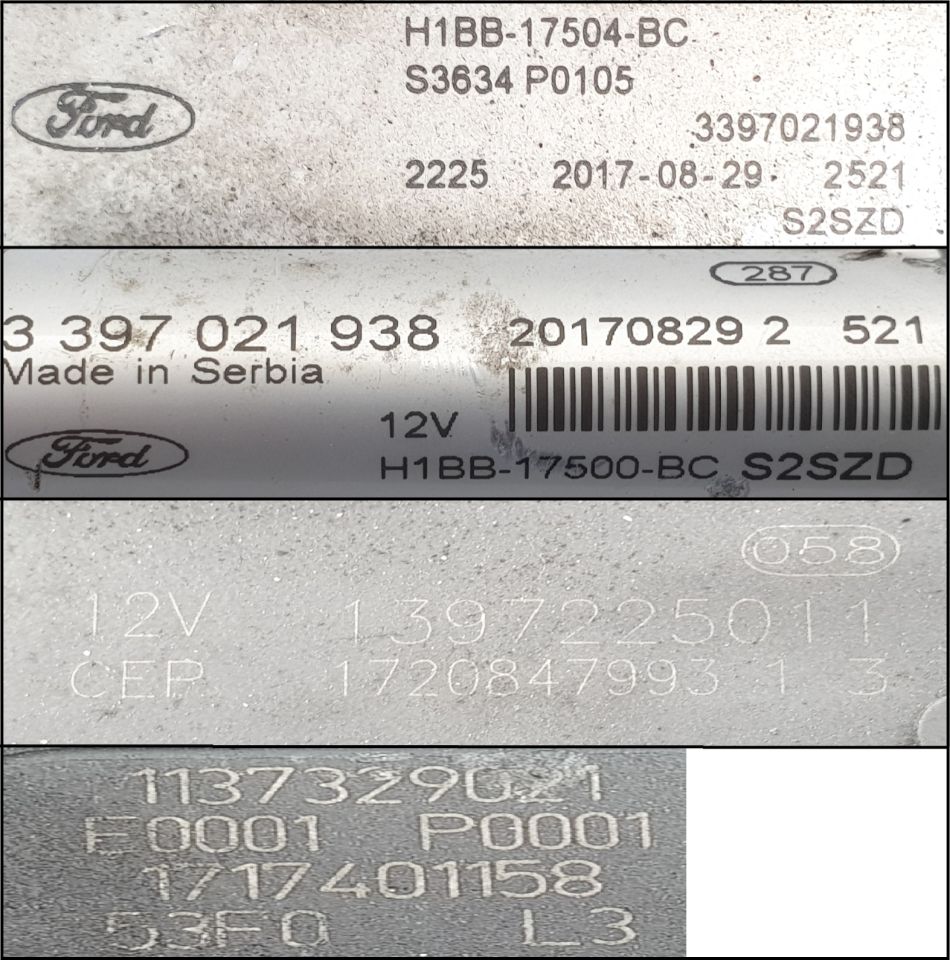 H1BB-17504-BC
S3634 P0105
Ford
3397021938
2225 2017-08-29 2521
S2SZD
287
3 397 021 938 20170829 2 521
Made in Serbia
12V
Ford
H1BB-17500-BC S2SZD
058
12V 1397225011
CEP 1720847993 1 3
1137329021
E0001 P0001
1717401158
53F0 L3